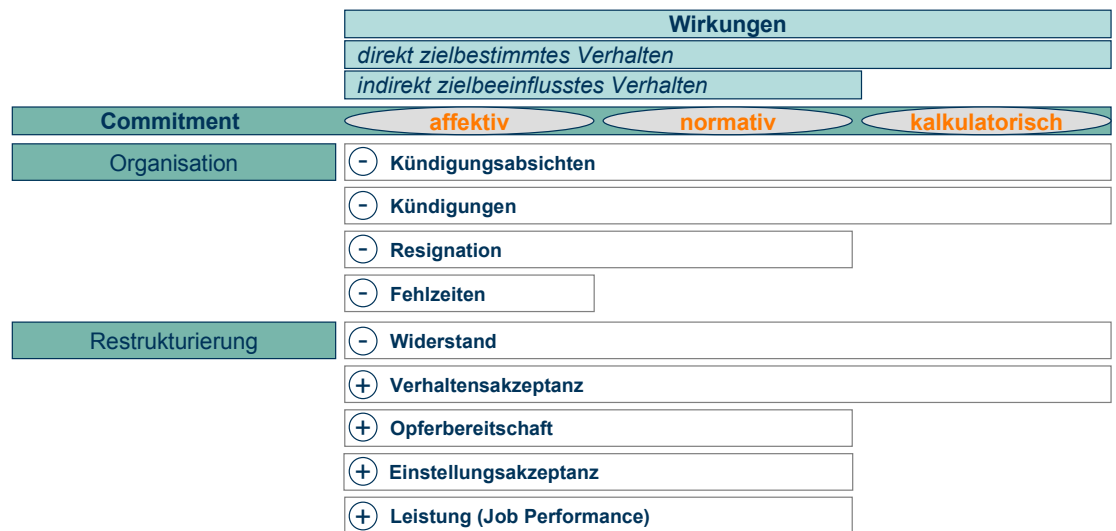 Wirkungen
direkt zielbestimmtes Verhalten
indirekt zielbeeinflusstes Verhalten
Commitment affektiv normativ kalkulatorisch
Organisation - Kündigungsabsichten
- Kündigungen
- Resignation
- Fehlzeiten
Restrukturierung - Widerstand
+ Verhaltensakzeptanz
+ Opferbereitschaft
+ Einstellungsakzeptanz
+ Leistung (Job Performance)